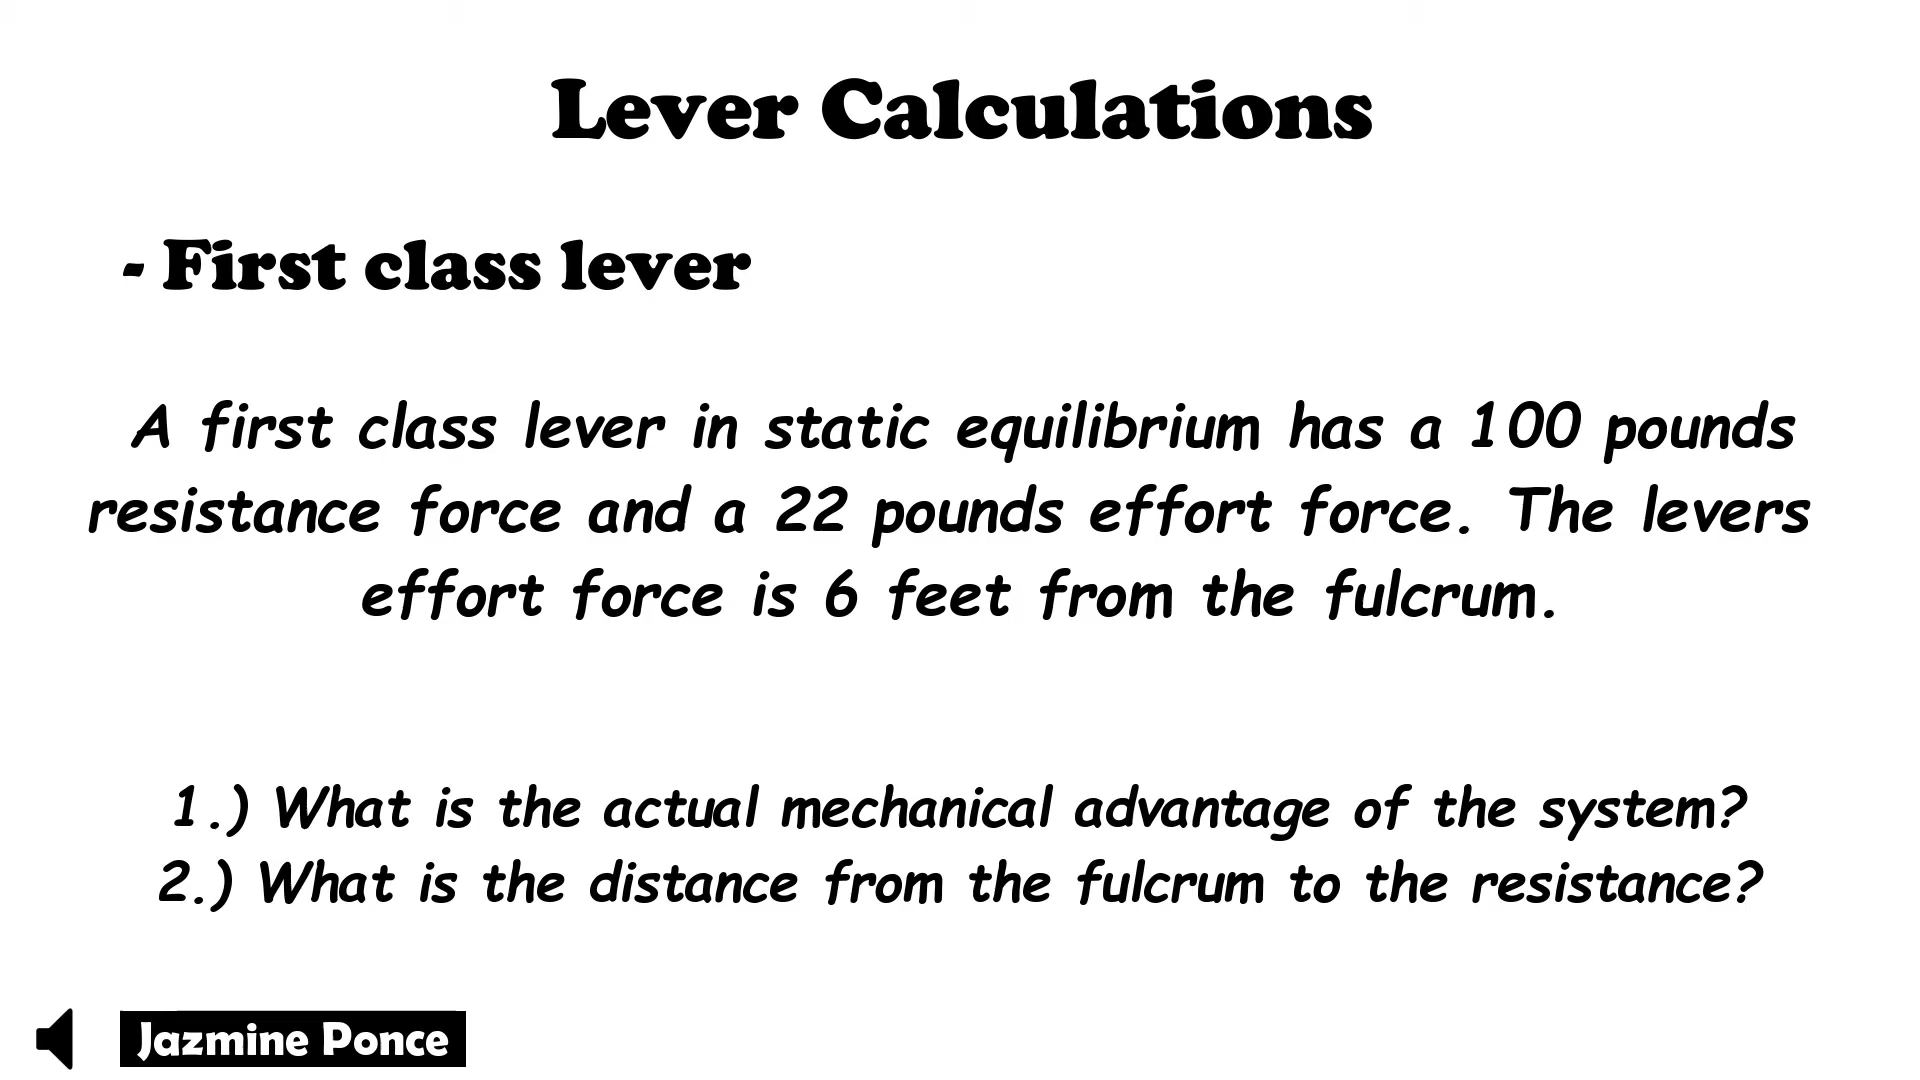 Lever Calculations
- First class lever
A first class lever in static equilibrium has a 100 pounds
resistance force and a 22 pounds effort force. The levers
effort force is 6 feet from the fulcrum.
1.) What is the actual mechanical advantage of the system?
2.) What is the distance from the fulcrum to the resistance?
Jazmine Ponce